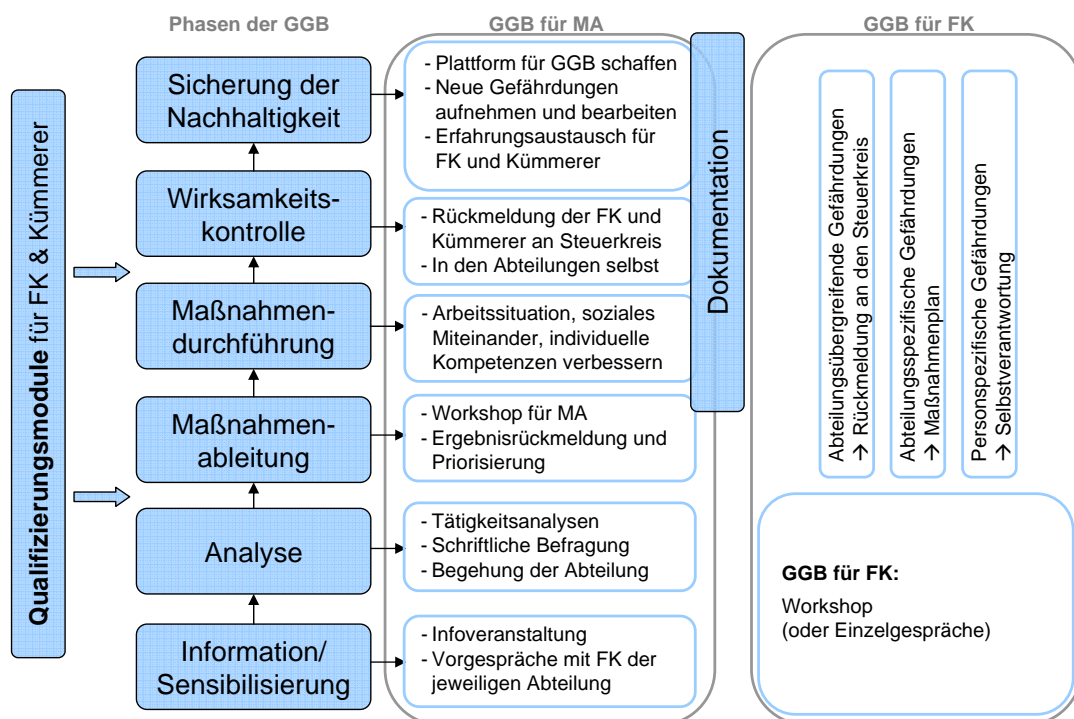 Phasen der GGB
GGB für MA
GGB für FK
Qualifizierungsmodule für FK & Kümmerer
Sicherung der
Nachhaltigkeit
- Plattform für GGB schaffen
- Neue Gefährdungen
aufnehmen und bearbeiten
- Erfahrungsaustausch für
FK und Kümmerer
Wirksamkeits-
kontrolle
- Rückmeldung der FK und
Kümmerer an Steuerkreis
- In den Abteilungen selbst
Maßnahmen-
durchführung
- Arbeitssituation, soziales
Miteinander, individuelle
Kompetenzen verbessern
Maßnahmen-
ableitung
- Workshop für MA
- Ergebnisrückmeldung und
Priorisierung
Analyse
- Tätigkeitsanalysen
- Schriftliche Befragung
- Begehung der Abteilung
Information/
Sensibilisierung
- Infoveranstaltung
- Vorgespräche mit FK der
jeweiligen Abteilung
Dokumentation
Abteilungsübergreifende Gefährdungen
→ Rückmeldung an den Steuerkreis
Abteilungsspezifische Gefährdungen
→ Maßnahmenplan
Personspezifische Gefährdungen
→ Selbstverantwortung
GGB für FK:
Workshop
(oder Einzelgespräche)